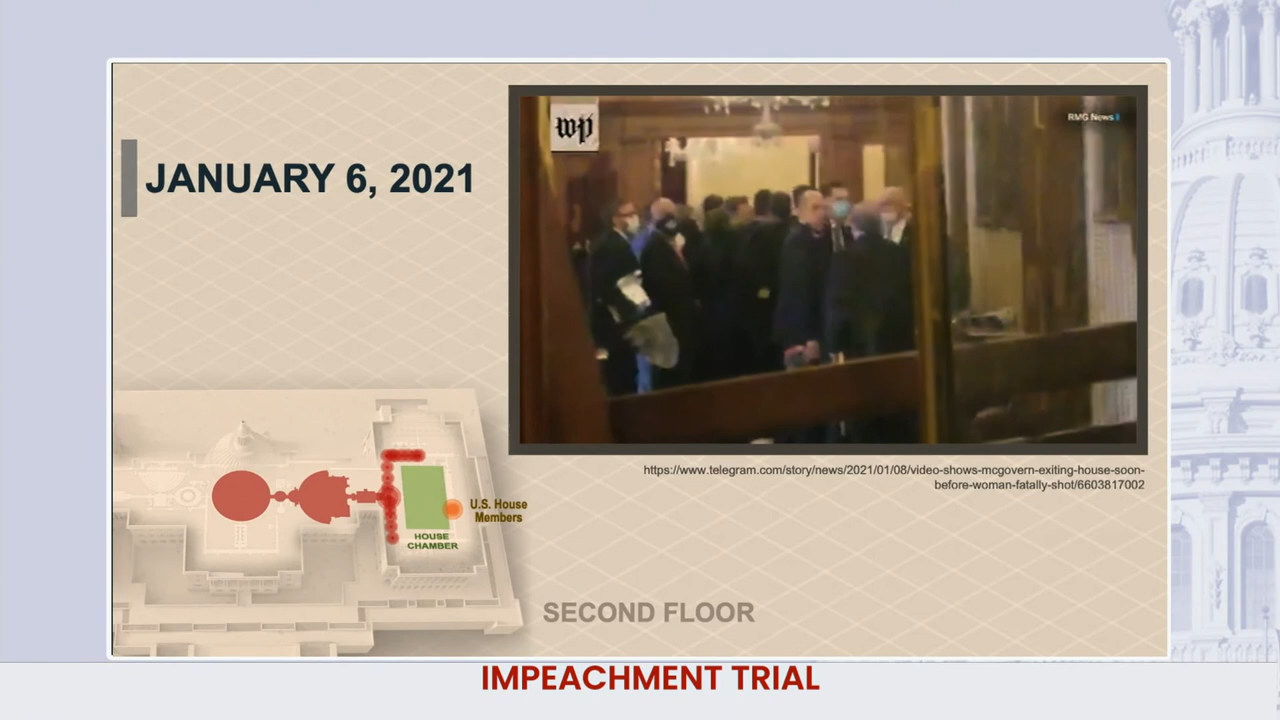 wp
RMG News
JANUARY 6, 2021
https://www.telegram.com/story/news/2021/01/08/video-shows-mcgovern-exiting-house-soon-
before-woman-fatally-shot/6603817002
U.S. House
Members
HOUSE
CHAMBER
SECOND FLOOR
IMPEACHMENT TRIAL